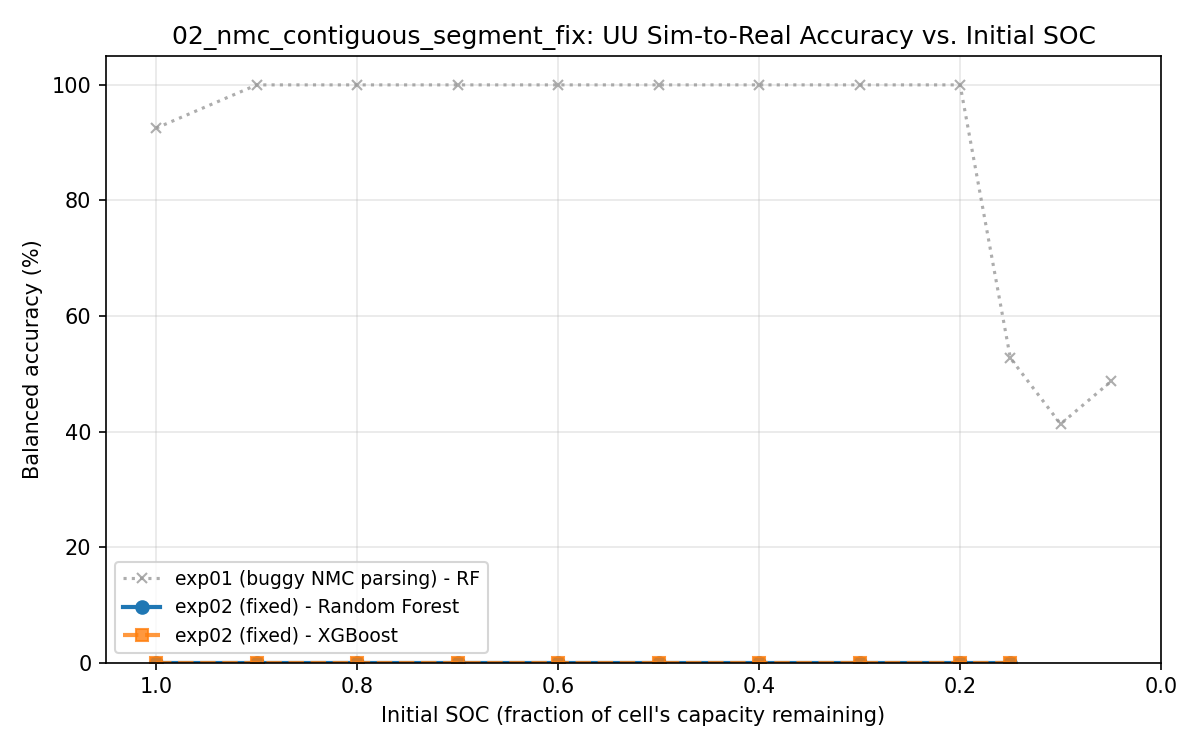 02_nmc_contiguous_segment_fix: UU Sim-to-Real Accuracy vs. Initial SOC
Balanced accuracy (%)
100
80
60
40
20
0
exp01 (buggy NMC parsing) - RF
exp02 (fixed) - Random Forest
exp02 (fixed) - XGBoost
1.0 0.8 0.6 0.4 0.2 0.0
Initial SOC (fraction of cell's capacity remaining)